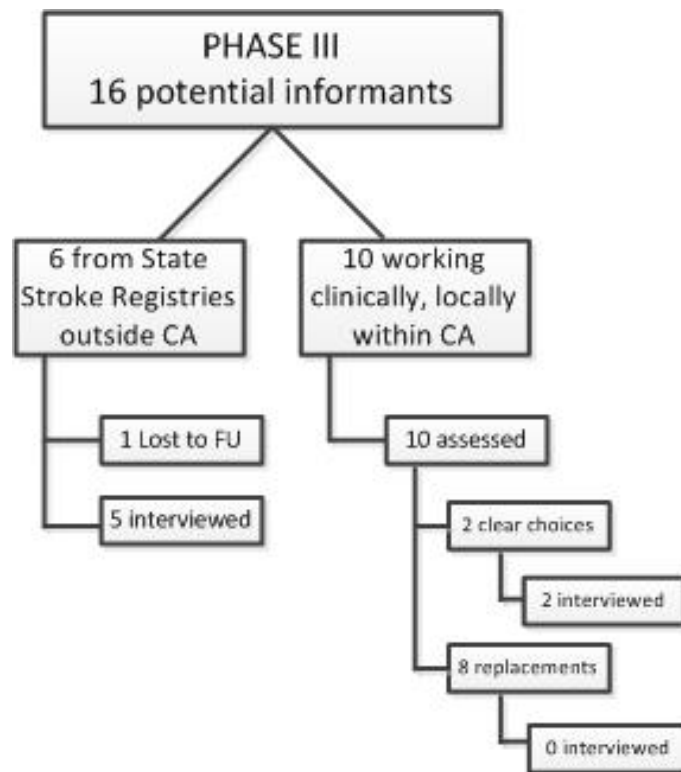 PHASE III
16 potential informants
6 from State
Stroke Registries
outside CA
10 working
clinically, locally
within CA
1 Lost to FU
10 assessed
5 interviewed
2 clear choices
2 interviewed
8 replacements
0 interviewed